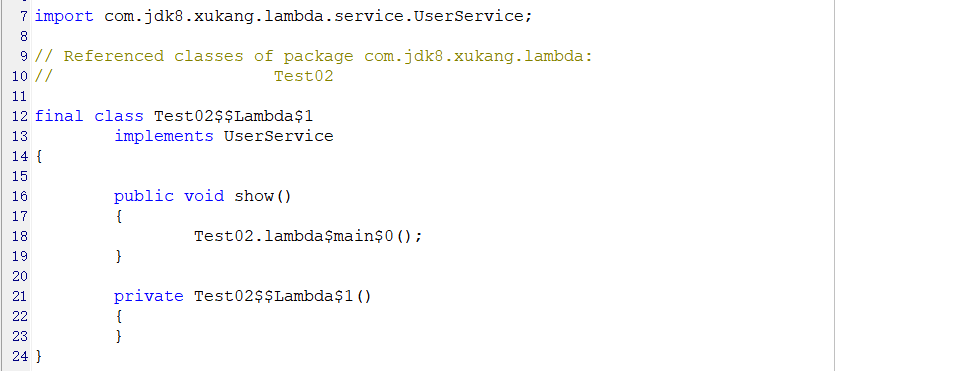 7 import com.jdk8.xukang.lambda.service.UserService;
8
9 // Referenced classes of package com.jdk8.xukang.lambda:
10 //                      Test02
11
12 final class Test02$$Lambda$1
13         implements UserService
14 {
15
16         public void show()
17         {
18                 Test02.lambda$main$0();
19         }
20
21         private Test02$$Lambda$1()
22         {
23         }
24 }